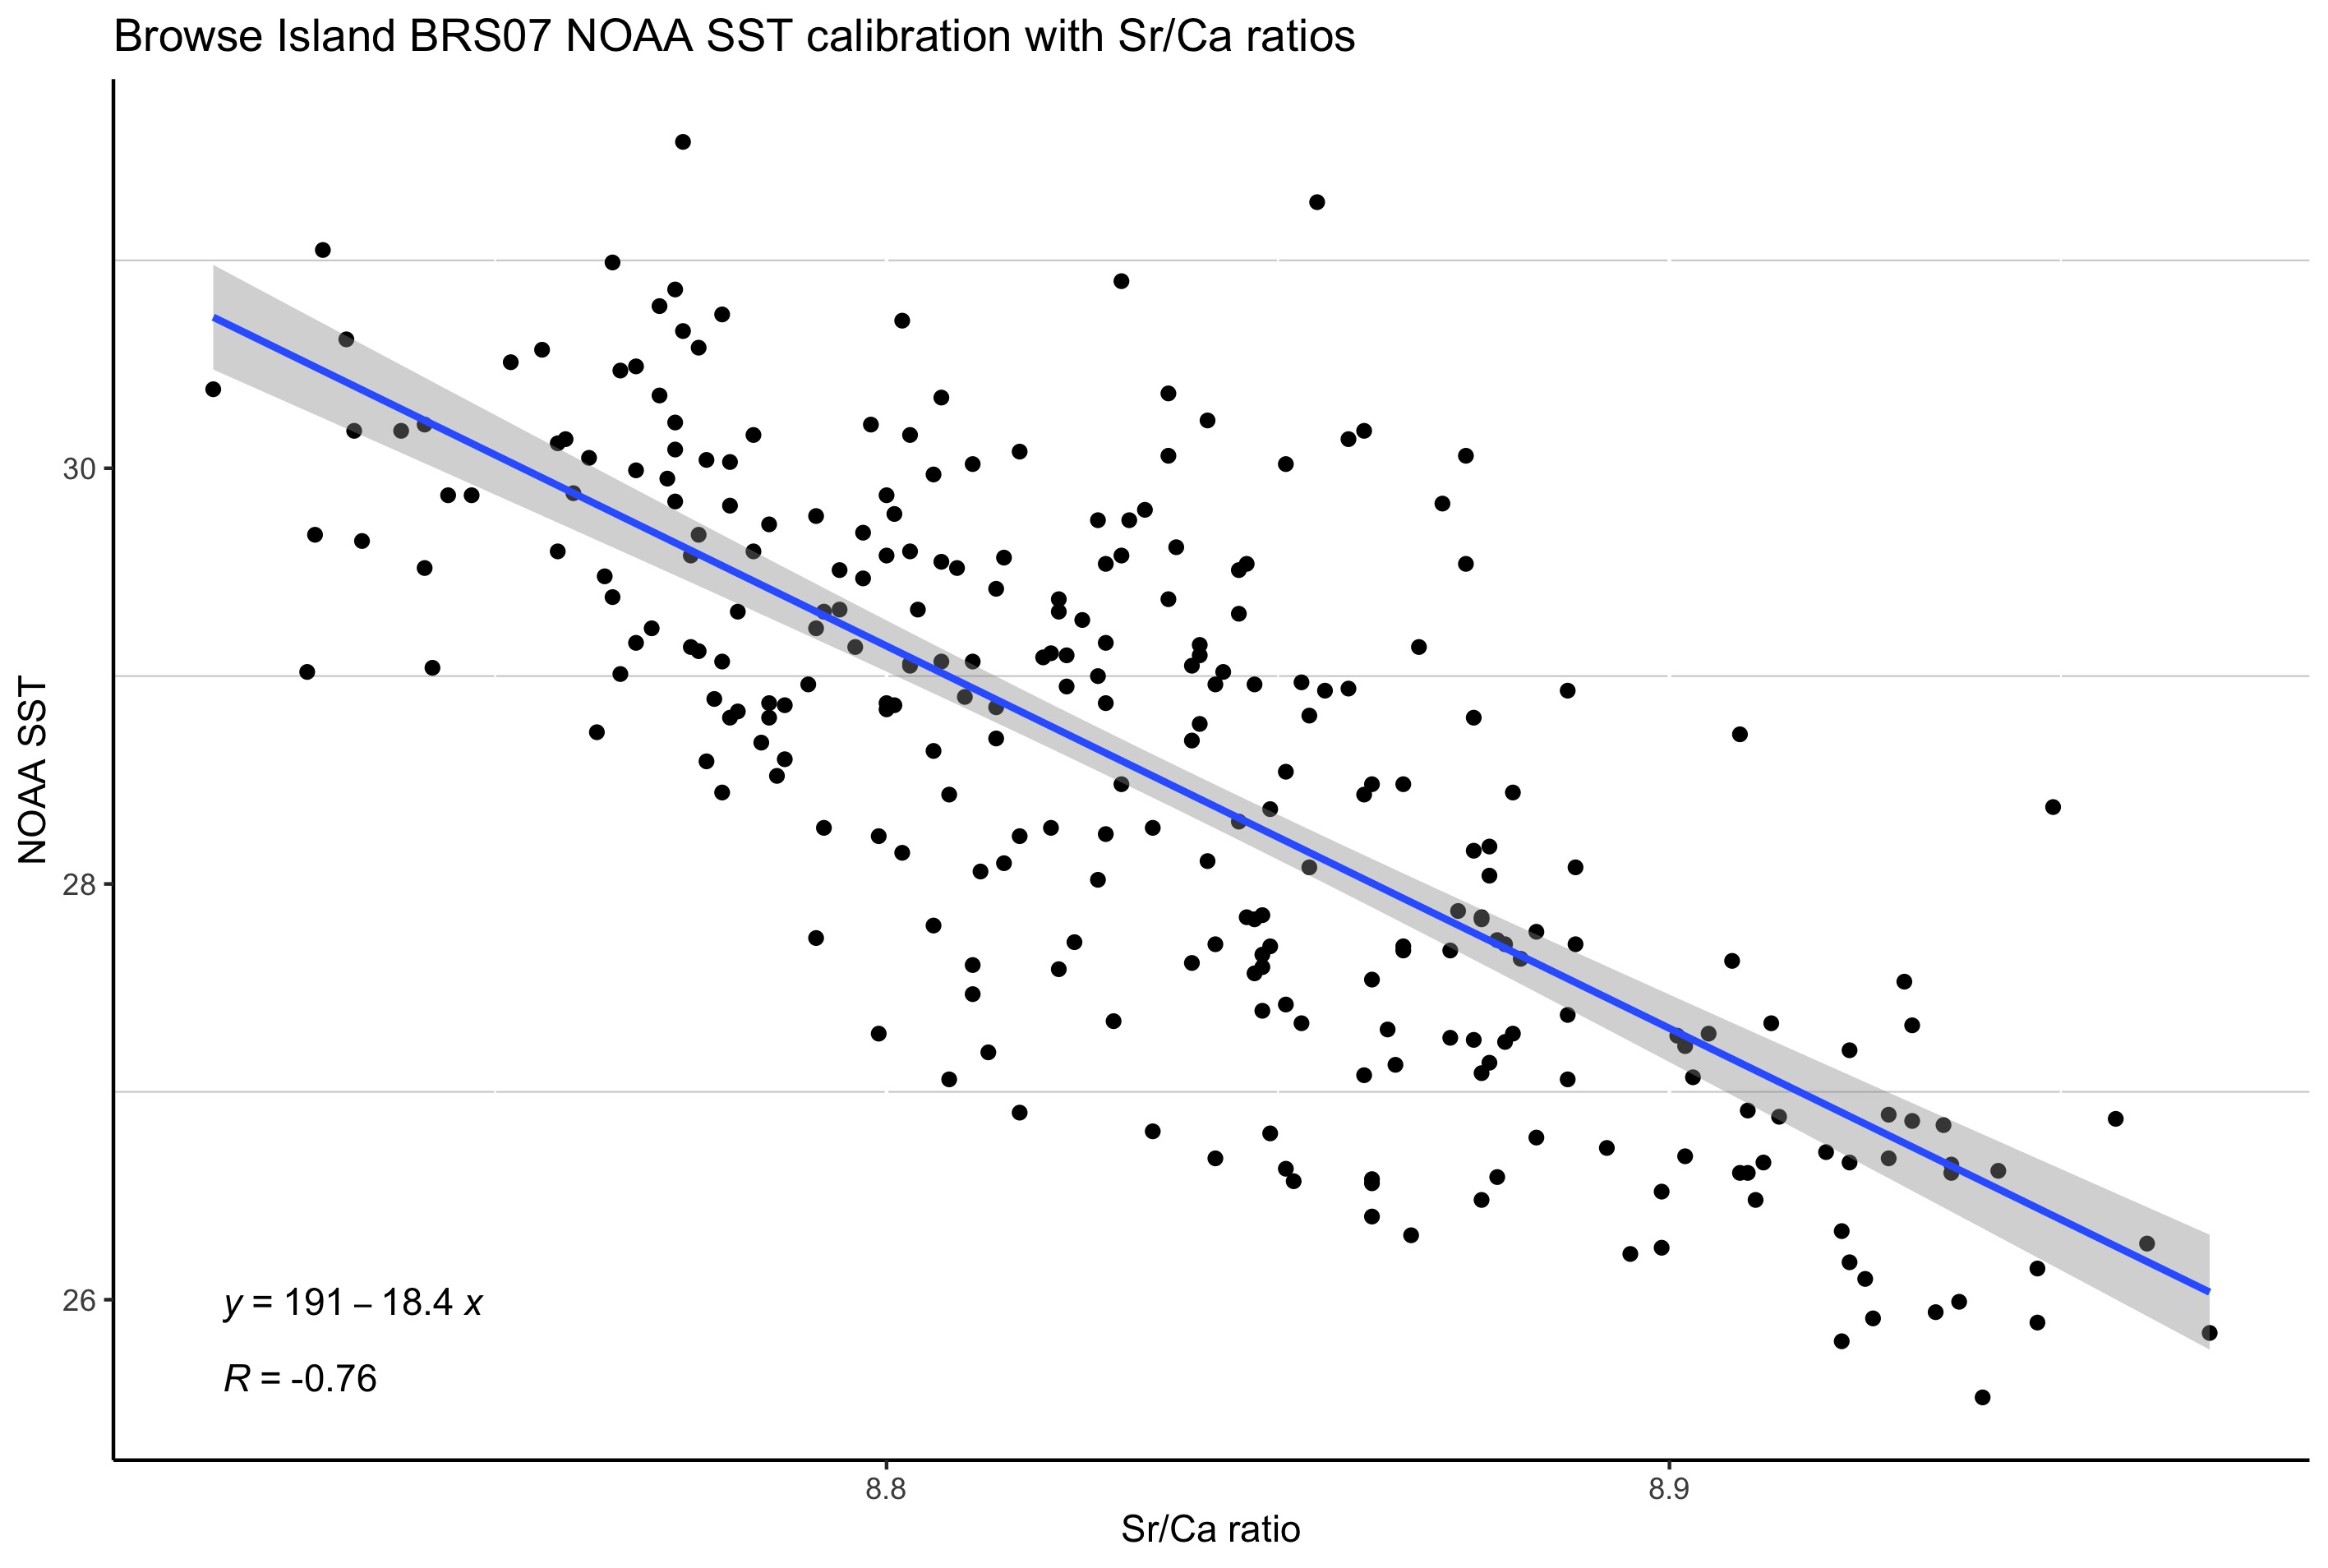 Browse Island BRS07 NOAA SST calibration with Sr/Ca ratios
NOAA SST
30
28
26
y = 191 – 18.4 x
R = -0.76
8.8
8.9
Sr/Ca ratio